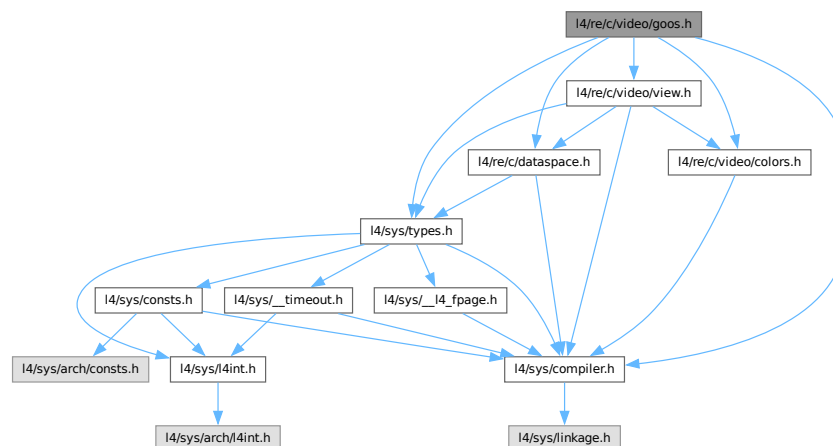 l4/re/c/video/goos.h
l4/re/c/video/view.h
l4/re/c/dataspace.h
l4/re/c/video/colors.h
l4/sys/types.h
l4/sys/consts.h
l4/sys/__timeout.h
l4/sys/__l4_fpage.h
l4/sys/arch/consts.h
l4/sys/l4int.h
l4/sys/compiler.h
l4/sys/arch/l4int.h
l4/sys/linkage.h